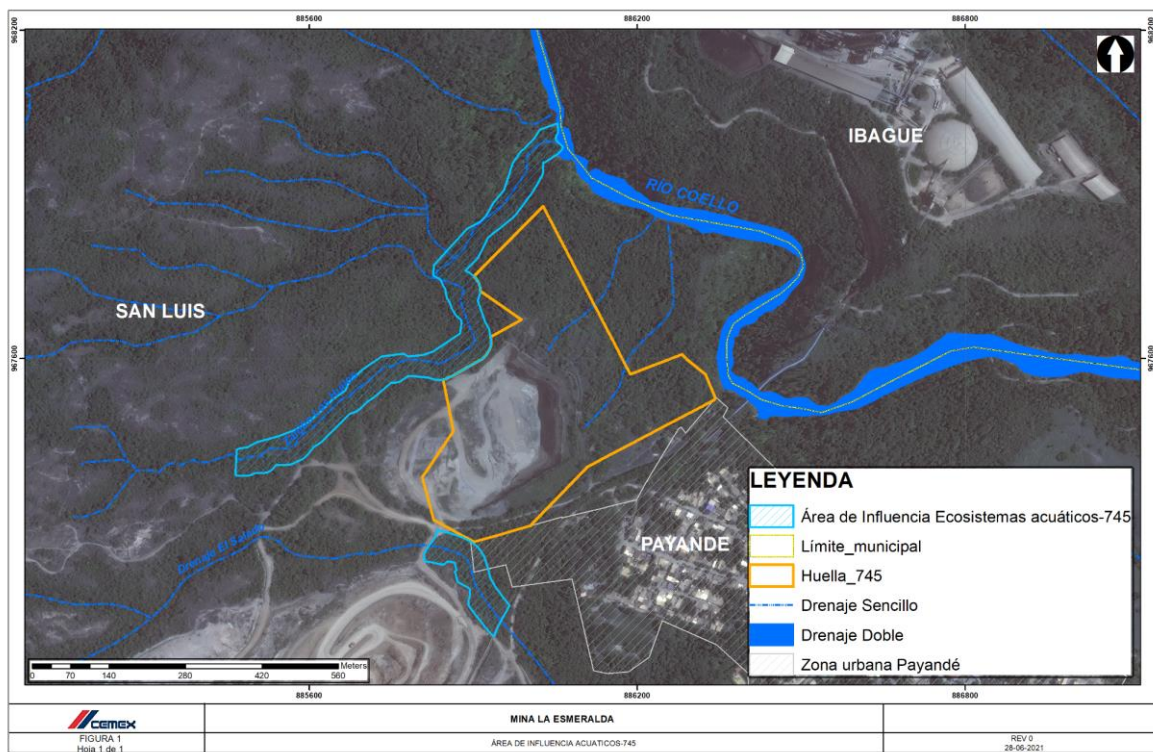 885600
886200
886800
968200
968200
IBAGUE
RIO COELLO
SAN LUIS
967600
967600
Drenaje El Salado
PAYANDE
LEYENDA
Área de Influencia Ecosistemas acuáticos-745
Límite_municipal
Huella_745
Drenaje Sencillo
Drenaje Doble
Zona urbana Payandé
Meters
0 70 140 280 420 560
885600
886200
886800
CEMEX
MINA LA ESMERALDA
FIGURA 1
Hoja 1 de 1
ÁREA DE INFLUENCIA ACUATICOS-745
REV 0
28-06-2021